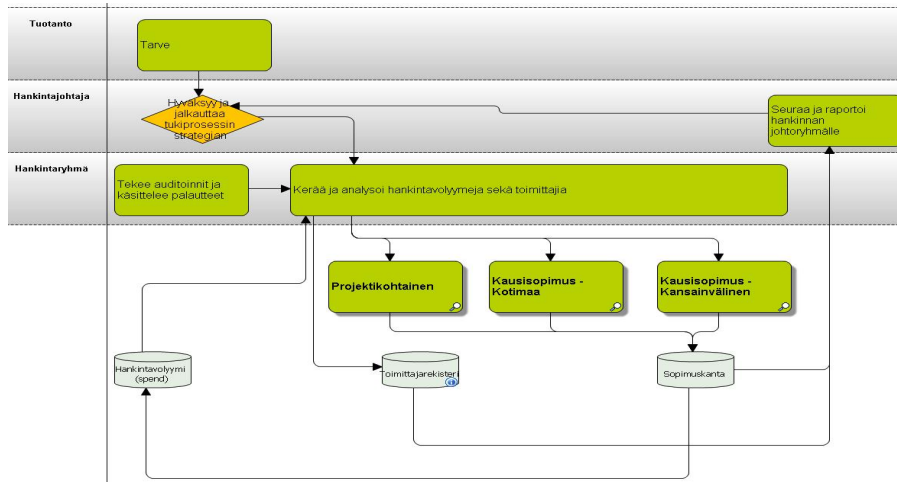 Tuotanto
Tarve
Hankintajohtaja
Hyväksyy ja
jalkauttaa
tukiprosessin
strategian
Seuraa ja raportoi
hankinnan
johtoryhmälle
Hankintaryhmä
Tekee auditoinnit ja
käsittelee palautteet
Kerää ja analysoi hankintavolyymeja sekä toimittajia
Projektikohtainen
Kausisopimus -
Kotimaa
Kausisopimus -
Kansainvälinen
Hankintavolyymi
(spend)
Toimittajarekisteri
Sopimuskanta